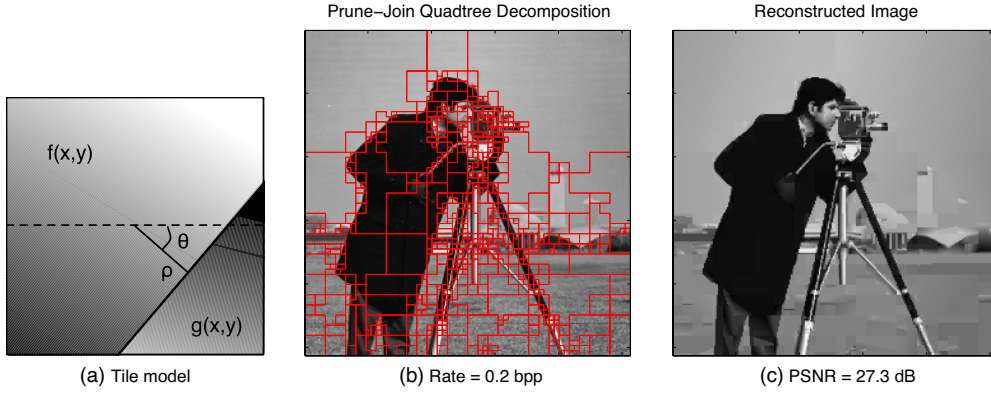 Prune−Join Quadtree Decomposition
Reconstructed Image
f(x,y)
θ
ρ
g(x,y)
(a) Tile model
(b) Rate = 0.2 bpp
(c) PSNR = 27.3 dB